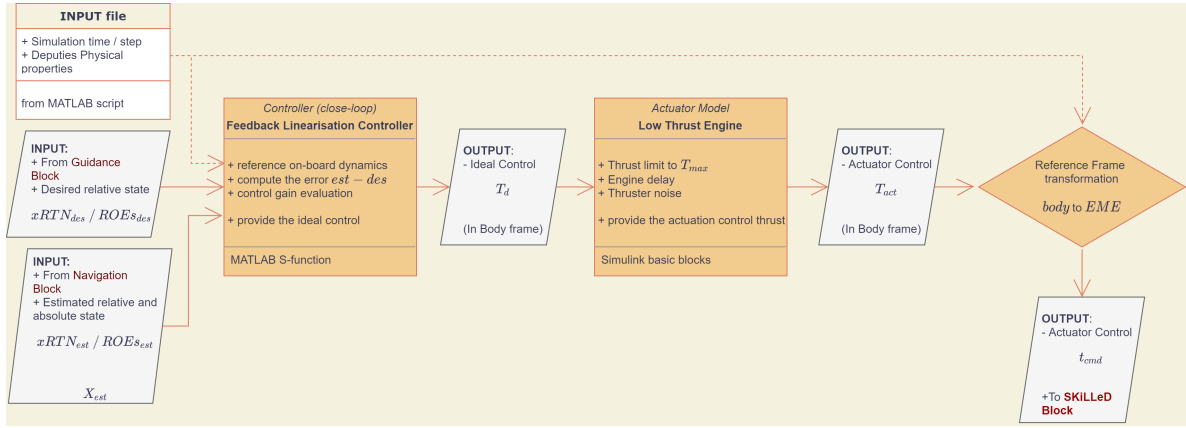 INPUT file
+ Simulation time / step
+ Deputies Physical
properties
from MATLAB script
INPUT:
+ From Guidance
Block
+ Desired relative state
xRTN_des / ROEs_des
INPUT:
+ From Navigation
Block
+ Estimated relative and
absolute state
xRTN_est / ROEs_est
X_est
Controller (close-loop)
Feedback Linearisation Controller
+ reference on-board dynamics
+ compute the error est − des
+ control gain evaluation
+ provide the ideal control
MATLAB S-function
OUTPUT:
- Ideal Control
T_d
(In Body frame)
Actuator Model
Low Thrust Engine
+ Thrust limit to T_max
+ Engine delay
+ Thruster noise
+ provide the actuation control thrust
Simulink basic blocks
OUTPUT:
- Actuator Control
T_act
(In Body frame)
Reference Frame
transformation
body to EME
OUTPUT:
- Actuator Control
t_cmd
+To SKiLLeD
Block